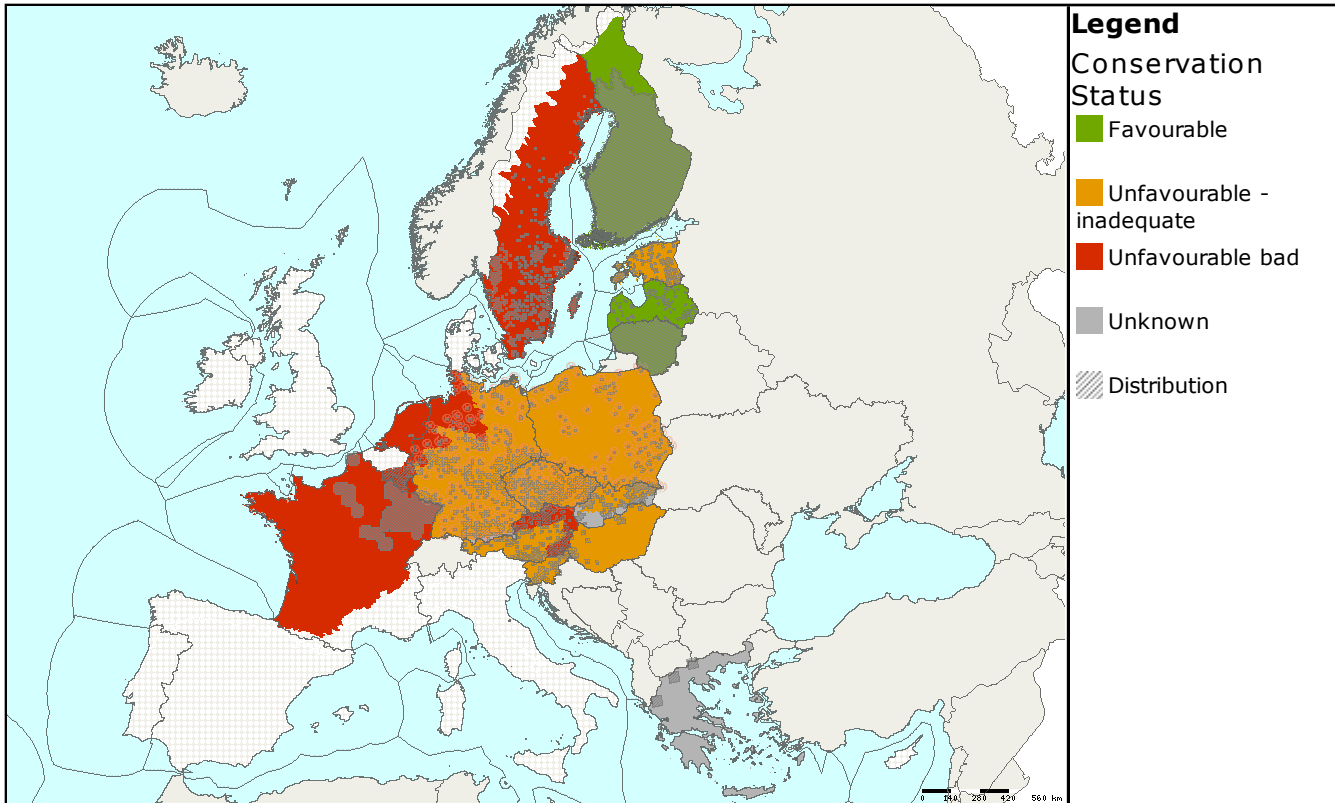 Legend
Conservation
Status
Favourable
Unfavourable -
inadequate
Unfavourable bad
Unknown
Distribution
0 140 280 420 560 km